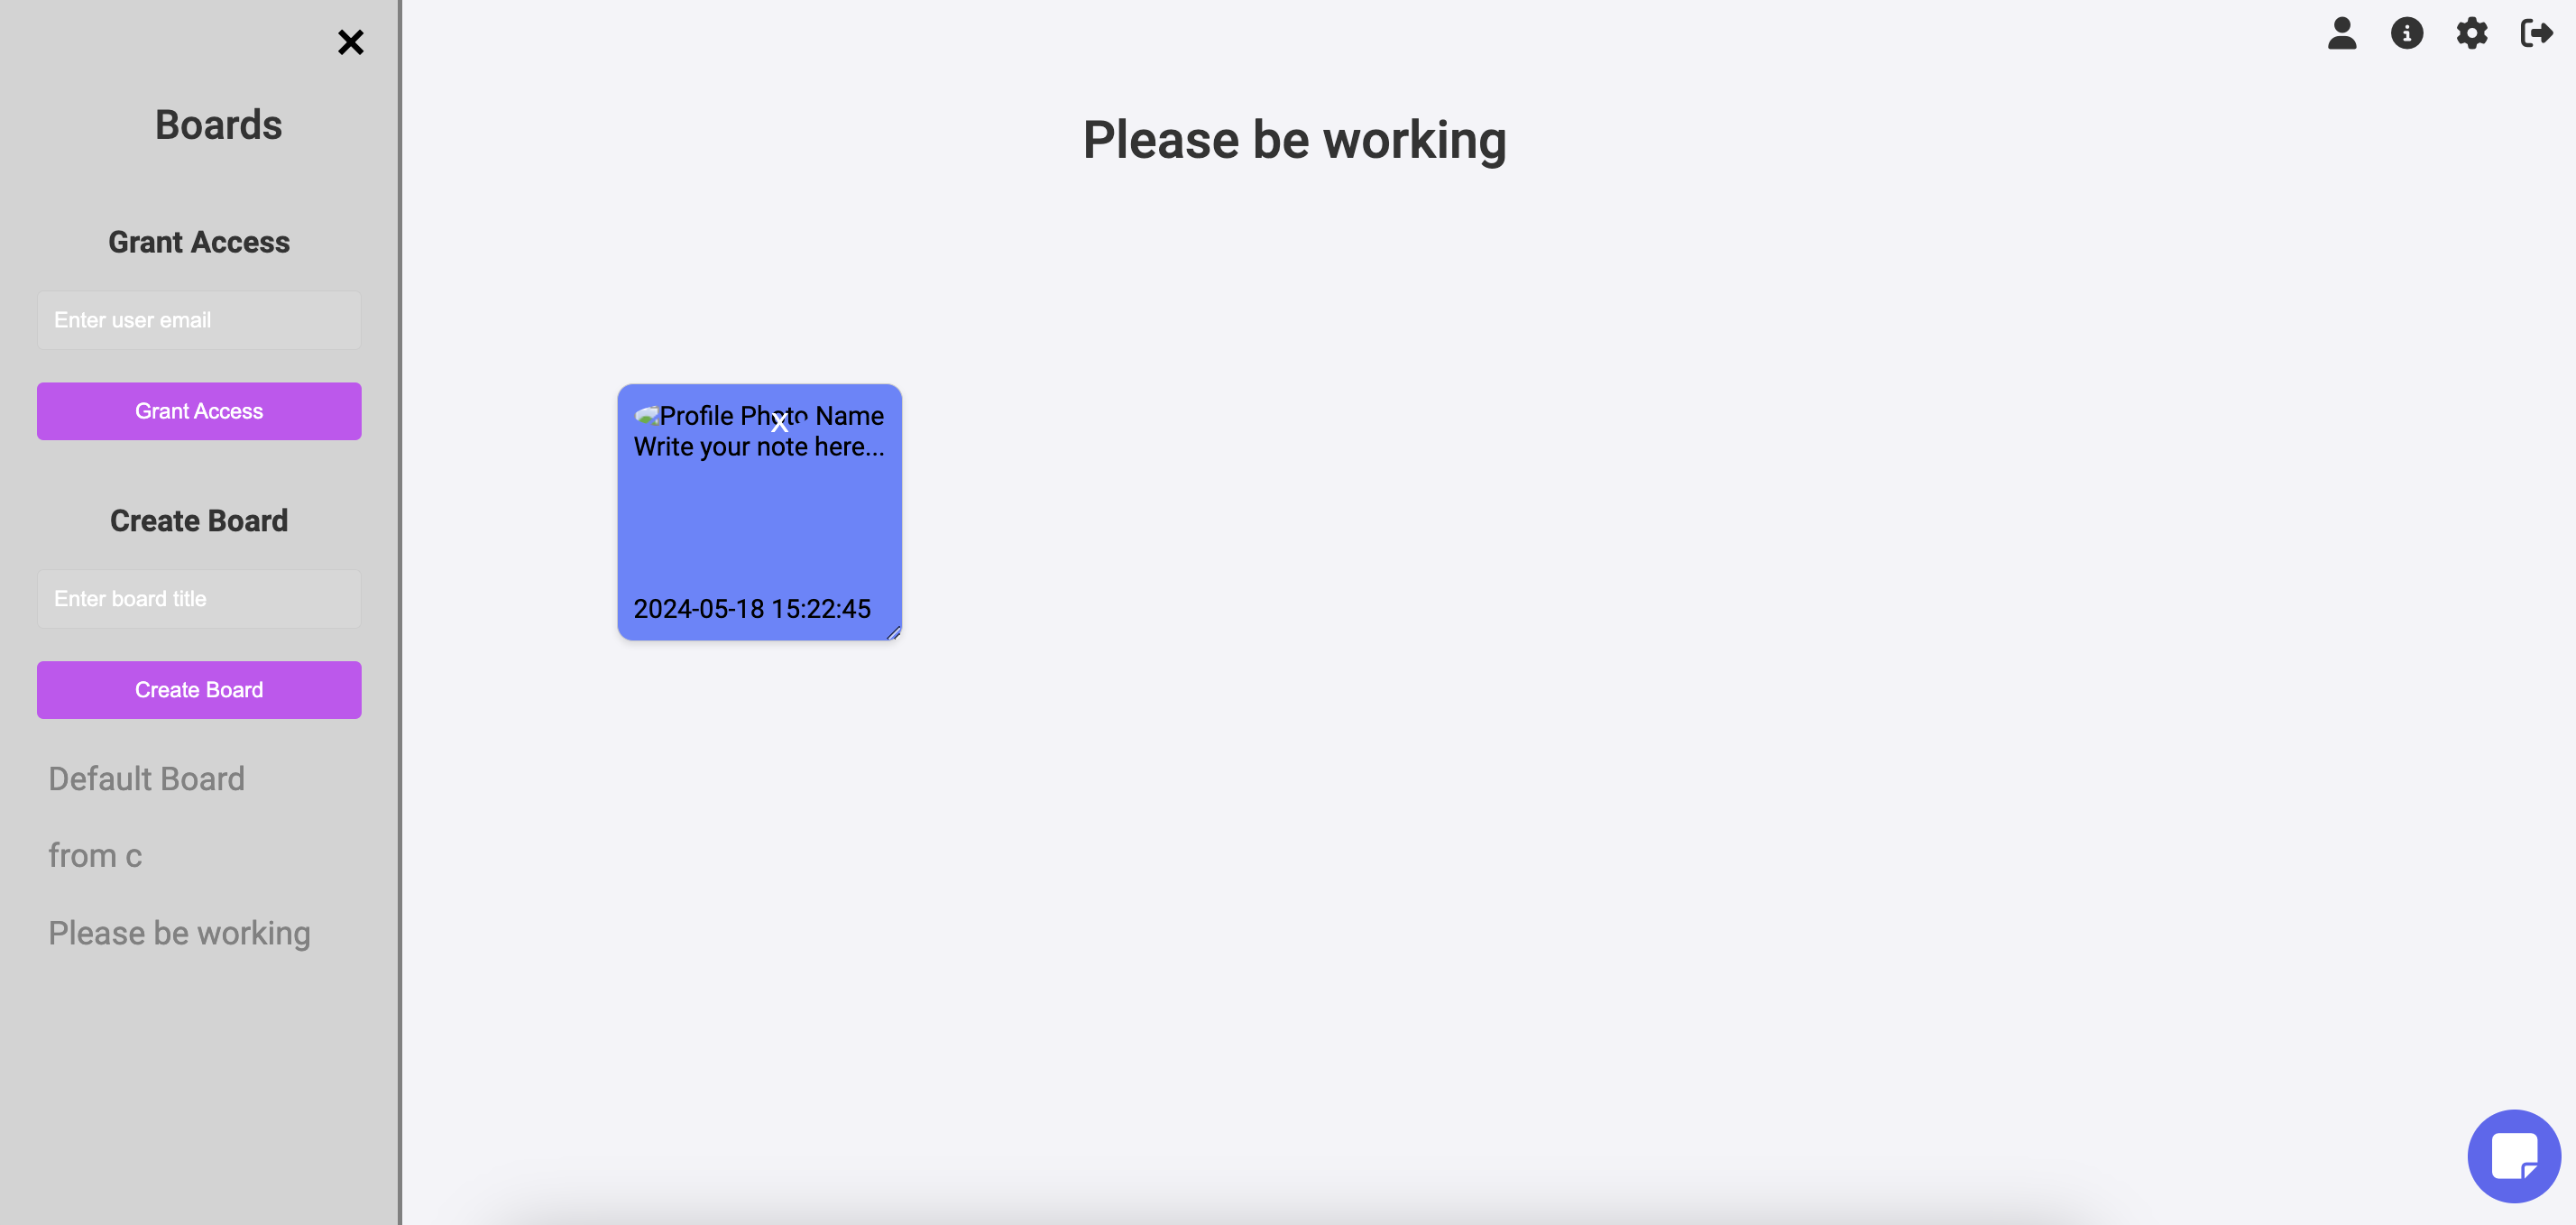 Boards
Grant Access
Enter user email
Grant Access
Create Board
Enter board title
Create Board
Default Board
from c
Please be working
Please be working
Profile Photo Name
X
Write your note here...
2024-05-18 15:22:45